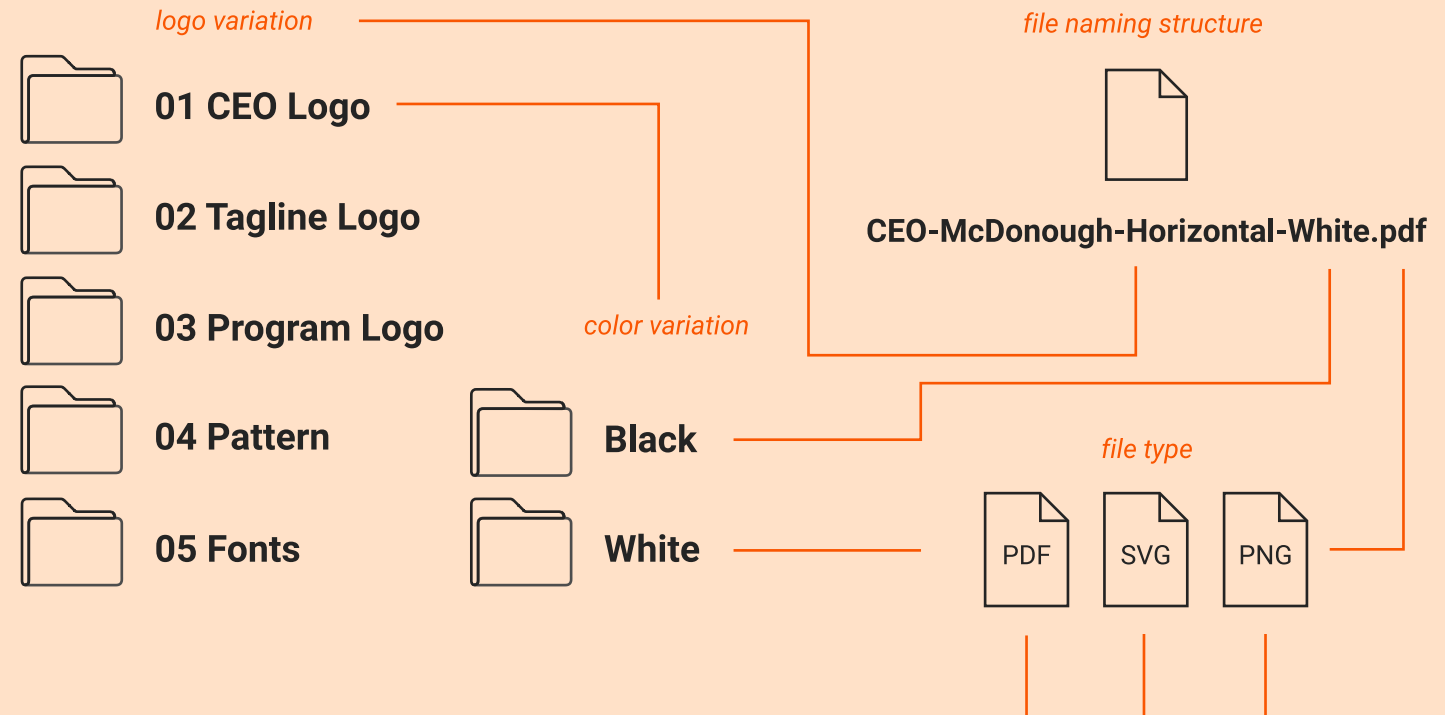 logo variation
01 CEO Logo
02 Tagline Logo
03 Program Logo
04 Pattern
05 Fonts
color variation
Black
White
file naming structure
CEO-McDonough-Horizontal-White.pdf
file type
PDF
SVG
PNG